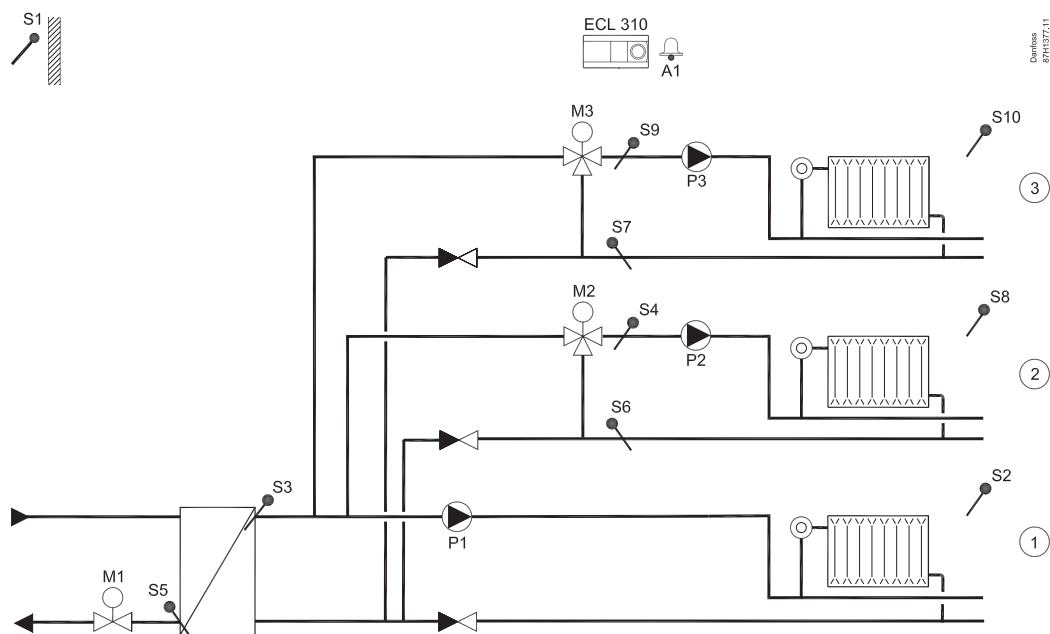 S1
ECL 310
A1
Danfoss
87H1377.11
M3
S9
P3
S10
3
S7
M2
S4
P2
S8
2
S6
S3
P1
S2
1
M1
S5